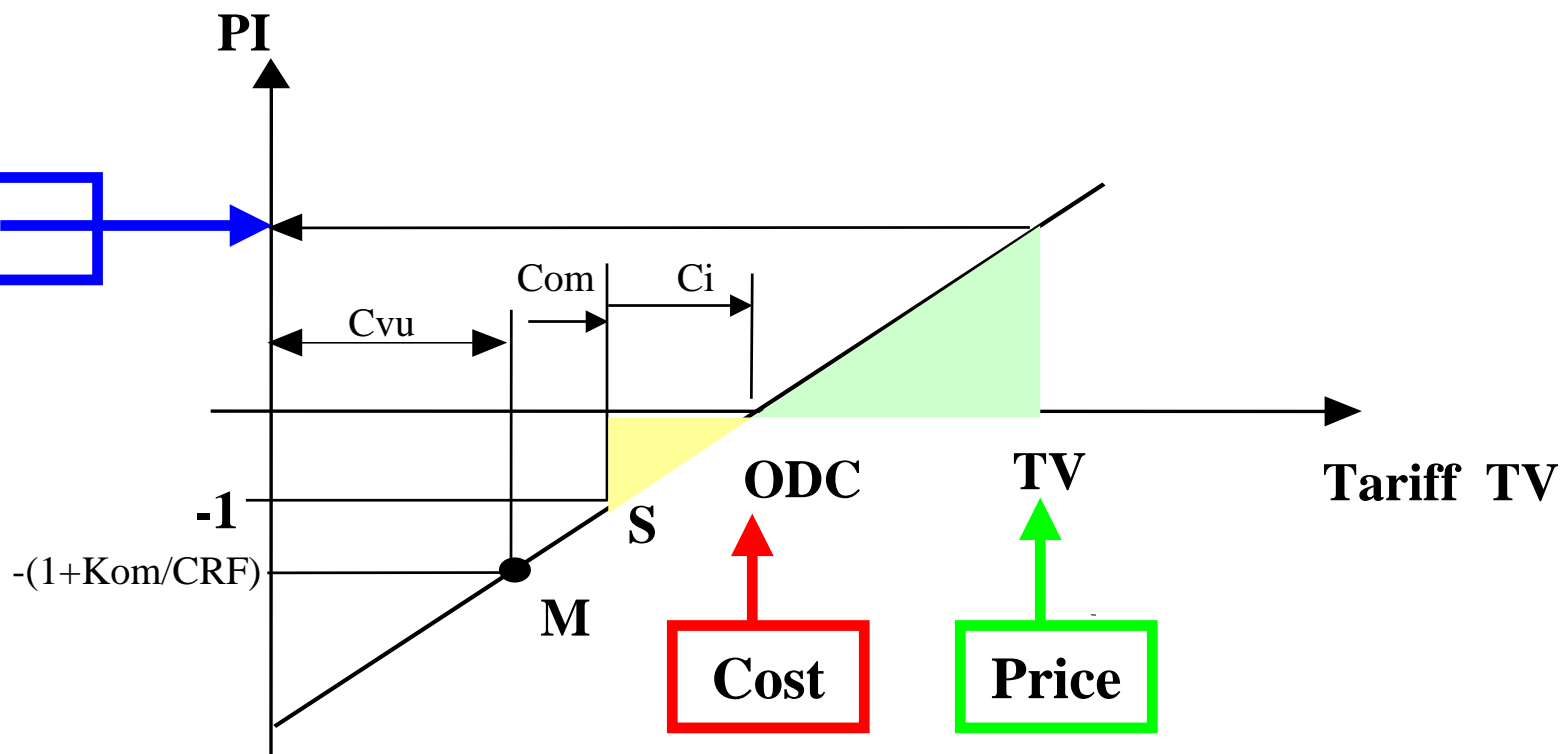 PI
Com
Ci
Cvu
ODC
TV
Tariff TV
-1
S
-(1+Kom/CRF)
M
Cost
Price